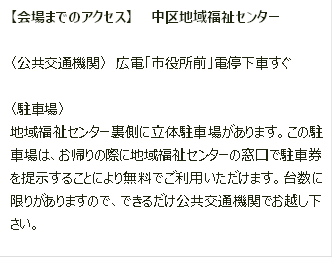 【会場までのアクセス】　中区地域福祉センター
〈公共交通機関〉 広電「市役所前」電停下車すぐ
〈駐車場〉
地域福祉センター裏側に立体駐車場があります。この駐
車場は、お帰りの際に地域福祉センターの窓口で駐車券
を提示することにより無料でご利用いただけます。台数に
限りがありますので、できるだけ公共交通機関でお越し下
さい。